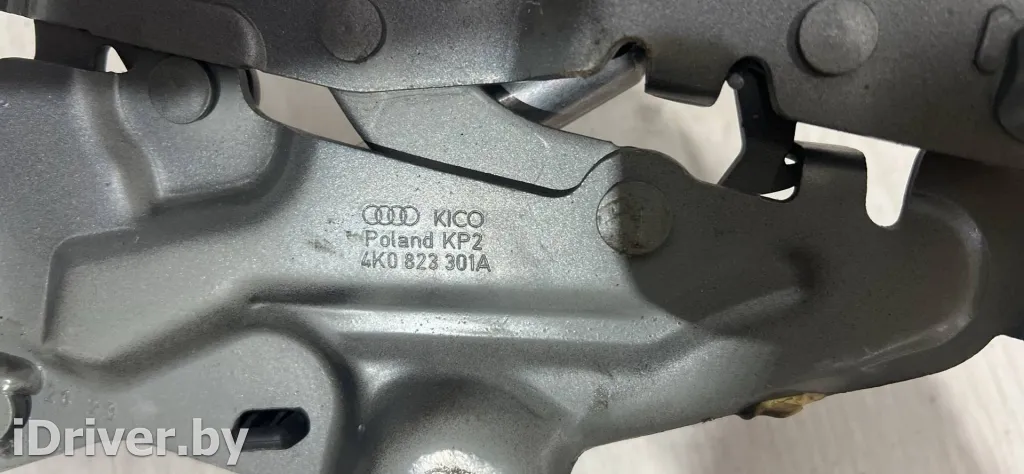 KICO
Poland KP2
4K0 823 301A
iDriver.by